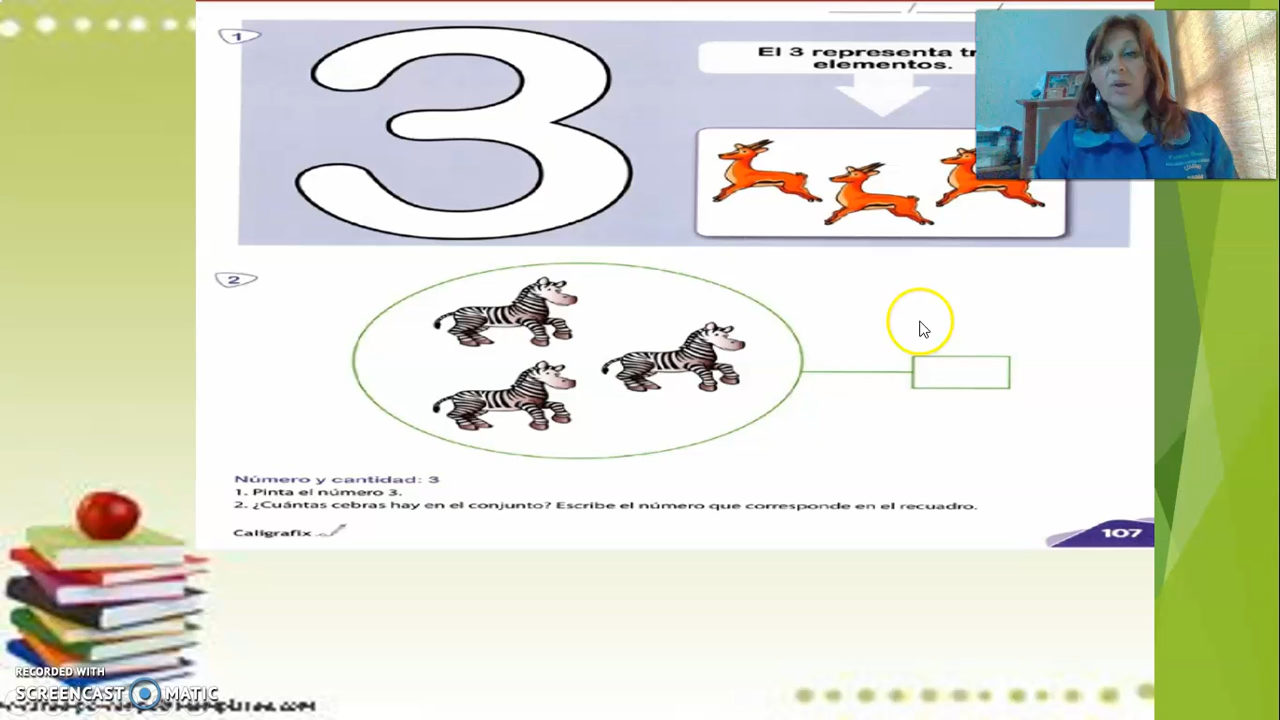 1
3
El 3 representa
elementos.
2
Número y cantidad: 3
1. Pinta el número 3.
2. ¿Cuántas cebras hay en el conjunto? Escribe el número que corresponde en el recuadro.
Caligrafix
107
RECORDED WITH
SCREENCAST MATIC